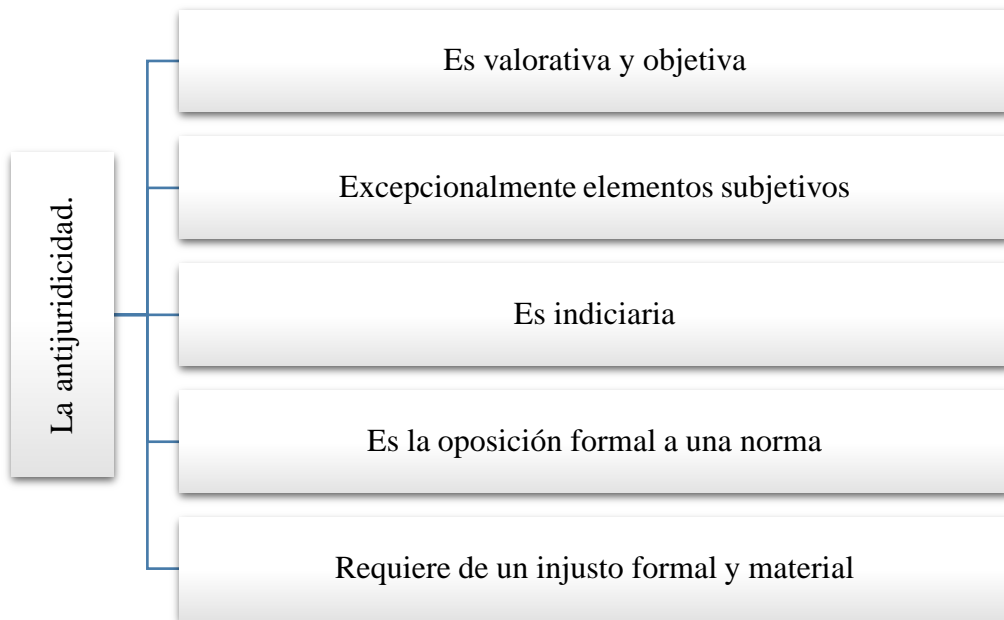 La antijuridicidad.
Es valorativa y objetiva
Excepcionalmente elementos subjetivos
Es indiciaria
Es la oposición formal a una norma
Requiere de un injusto formal y material